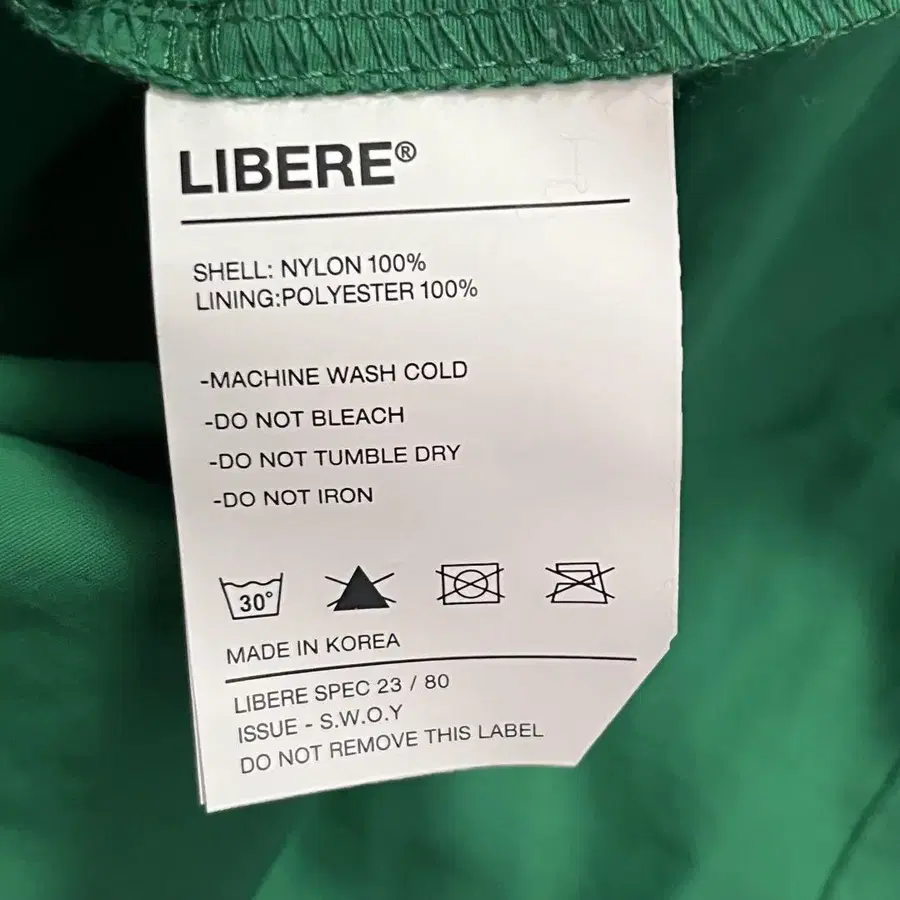 LIBERE®
SHELL: NYLON 100%
LINING:POLYESTER 100%
-MACHINE WASH COLD
-DO NOT BLEACH
-DO NOT TUMBLE DRY
-DO NOT IRON
30°
MADE IN KOREA
LIBERE SPEC 23 / 80
ISSUE - S.W.O.Y
DO NOT REMOVE THIS LABEL